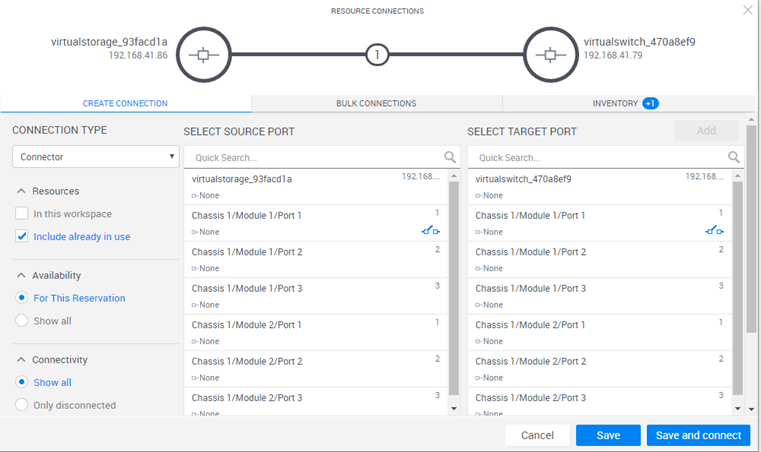 RESOURCE CONNECTIONS
virtualstorage_93facd1a
192.168.41.86
1
virtualswitch_470a8ef9
192.168.41.79
CREATE CONNECTION
BULK CONNECTIONS
INVENTORY +1
CONNECTION TYPE
Connector
Resources
In this workspace
Include already in use
Availability
For This Reservation
Show all
Connectivity
Show all
Only disconnected
SELECT SOURCE PORT
Quick Search...
virtualstorage_93facd1a 192.168....
None
Chassis 1/Module 1/Port 1 1
None
Chassis 1/Module 1/Port 2 2
None
Chassis 1/Module 1/Port 3 3
None
Chassis 1/Module 2/Port 1 1
None
Chassis 1/Module 2/Port 2 2
None
Chassis 1/Module 2/Port 3 3
None
SELECT TARGET PORT
Add
Quick Search...
virtualswitch_470a8ef9 192.168....
None
Chassis 1/Module 1/Port 1 1
None
Chassis 1/Module 1/Port 2 2
None
Chassis 1/Module 1/Port 3 3
None
Chassis 1/Module 2/Port 1 1
None
Chassis 1/Module 2/Port 2 2
None
Chassis 1/Module 2/Port 3 3
None
Cancel
Save
Save and connect